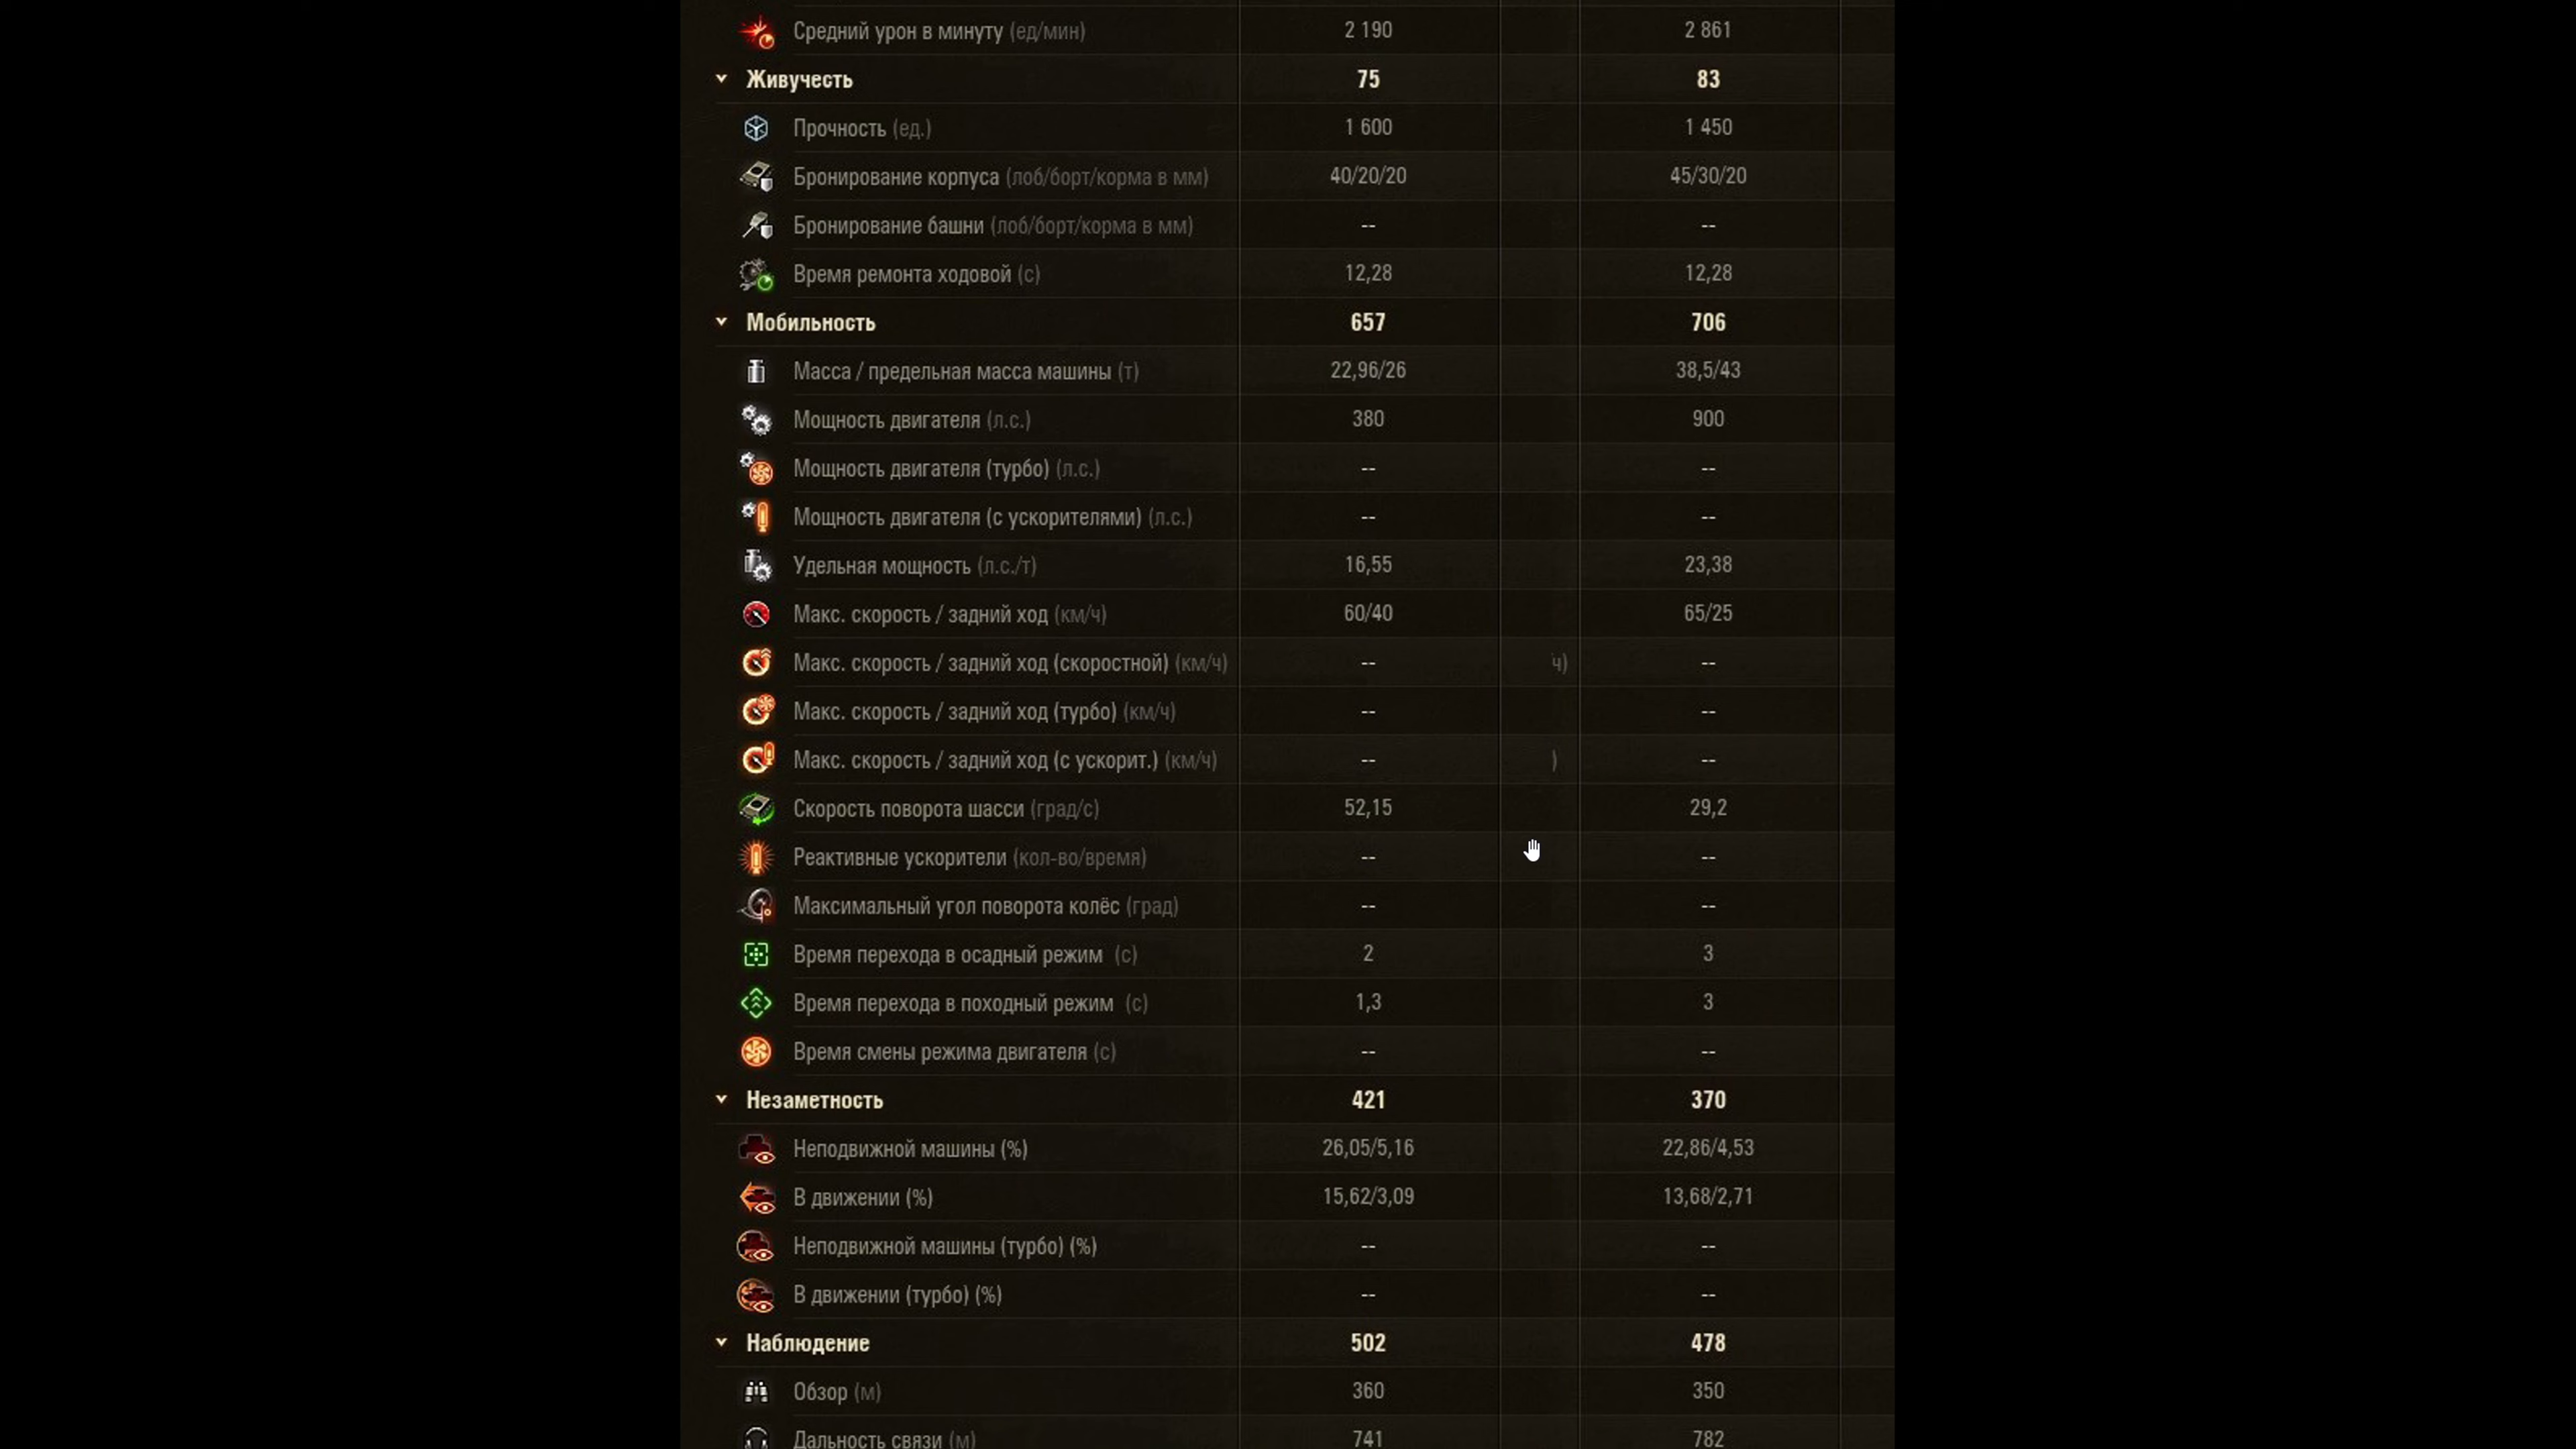 Средний урон в минуту (ед/мин) 2 190 2 861
Живучесть 75 83
Прочность (ед.) 1 600 1 450
Бронирование корпуса (лоб/борт/корма в мм) 40/20/20 45/30/20
Бронирование башни (лоб/борт/корма в мм) -- --
Время ремонта ходовой (с) 12,28 12,28
Мобильность 657 706
Масса / предельная масса машины (т) 22,96/26 38,5/43
Мощность двигателя (л.с.) 380 900
Мощность двигателя (турбо) (л.с.) -- --
Мощность двигателя (с ускорителями) (л.с.) -- --
Удельная мощность (л.с./т) 16,55 23,38
Макс. скорость / задний ход (км/ч) 60/40 65/25
Макс. скорость / задний ход (скоростной) (км/ч) -- ч) --
Макс. скорость / задний ход (турбо) (км/ч) -- --
Макс. скорость / задний ход (с ускорит.) (км/ч) -- ) --
Скорость поворота шасси (град/с) 52,15 29,2
Реактивные ускорители (кол-во/время) -- --
Максимальный угол поворота колёс (град) -- --
Время перехода в осадный режим (с) 2 3
Время перехода в походный режим (с) 1,3 3
Время смены режима двигателя (с) -- --
Незаметность 421 370
Неподвижной машины (%) 26,05/5,16 22,86/4,53
В движении (%) 15,62/3,09 13,68/2,71
Неподвижной машины (турбо) (%) -- --
В движении (турбо) (%) -- --
Наблюдение 502 478
Обзор (м) 360 350
Дальность связи (м) 741 782